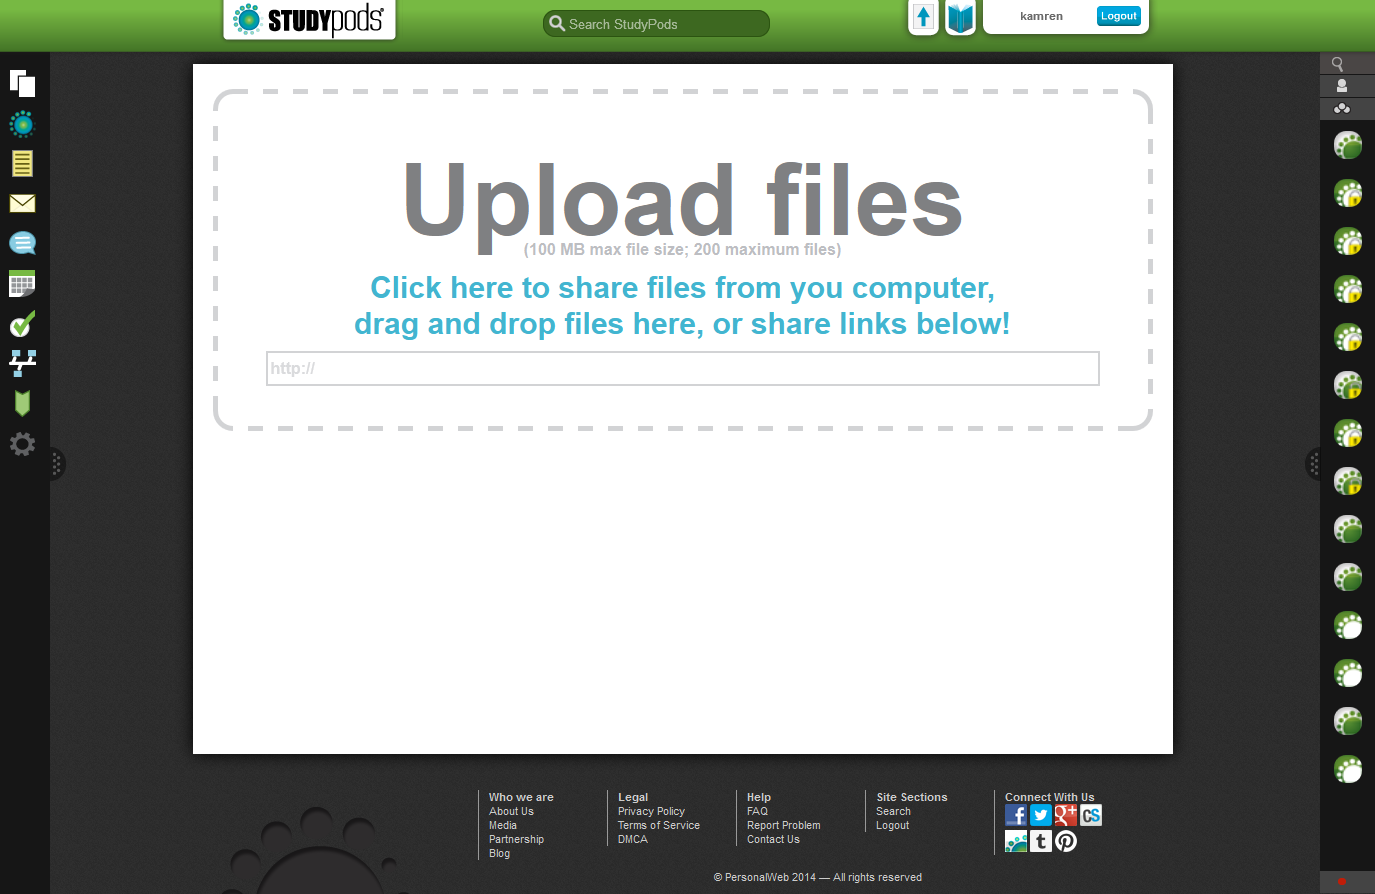 STUDYpods®
Search StudyPods
kamren
Logout
Upload files
(100 MB max file size; 200 maximum files)
Click here to share files from you computer,
drag and drop files here, or share links below!
http://
Who we are
About Us
Media
Partnership
Blog
Legal
Privacy Policy
Terms of Service
DMCA
Help
FAQ
Report Problem
Contact Us
Site Sections
Search
Logout
Connect With Us
f
g+
CS
t
© PersonalWeb 2014 — All rights reserved